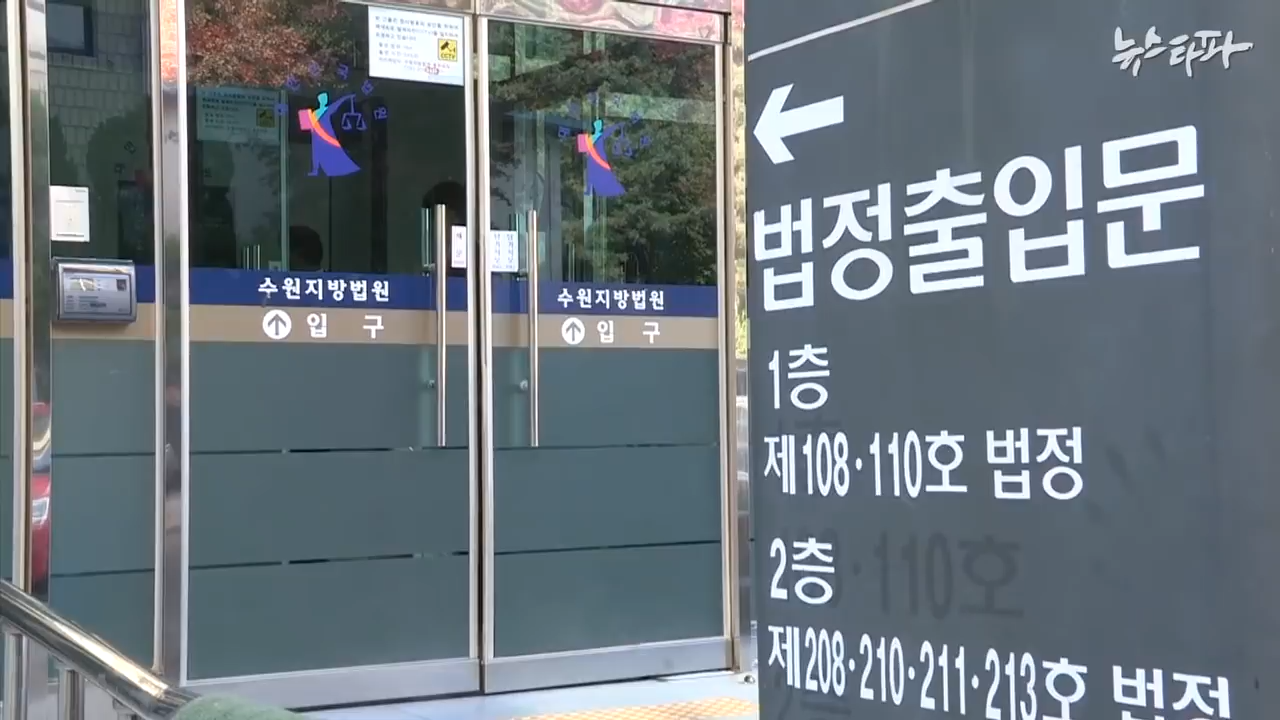 뉴스타파
CCTV
수원지방법원
입 구
수원지방법원
입 구
법정출입문
1층
제108·110호 법정
2층
제208·210·211·213호 법정